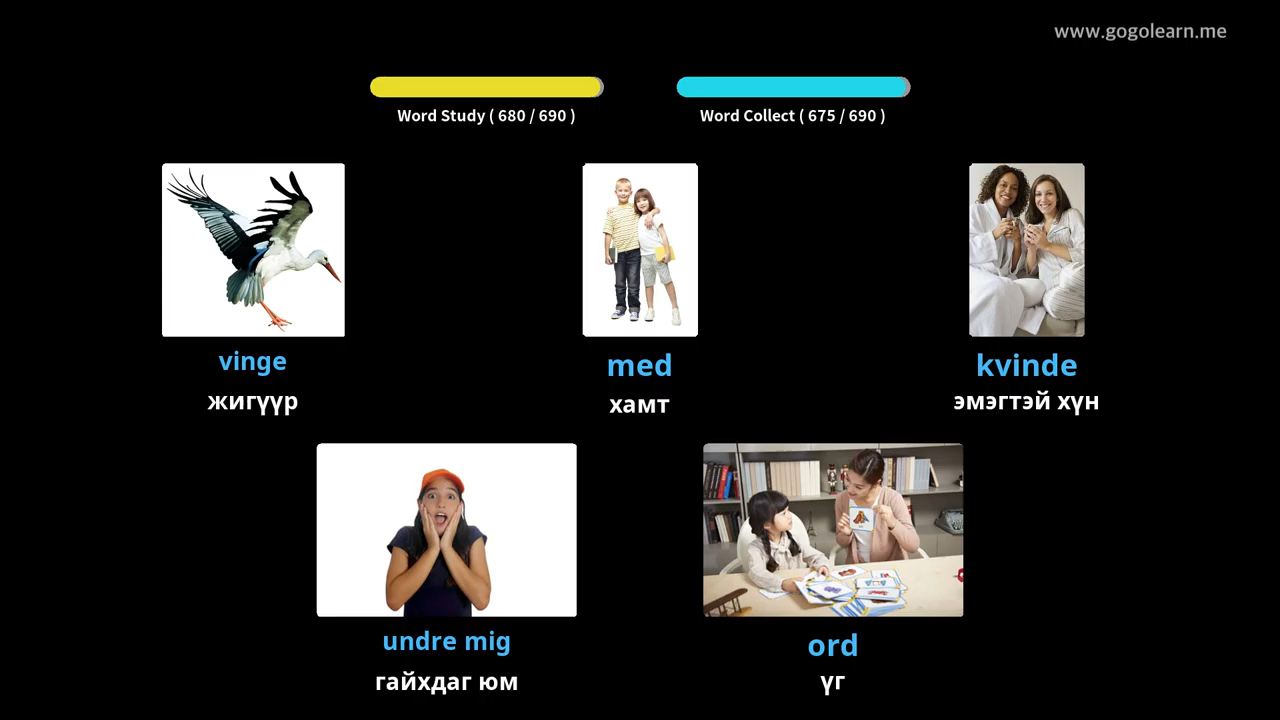 www.gogolearn.me
Word Study ( 680 / 690 )
Word Collect ( 675 / 690 )
vinge
жигүүр
med
хамт
kvinde
эмэгтэй хүн
undre mig
гайхдаг юм
ord
үг